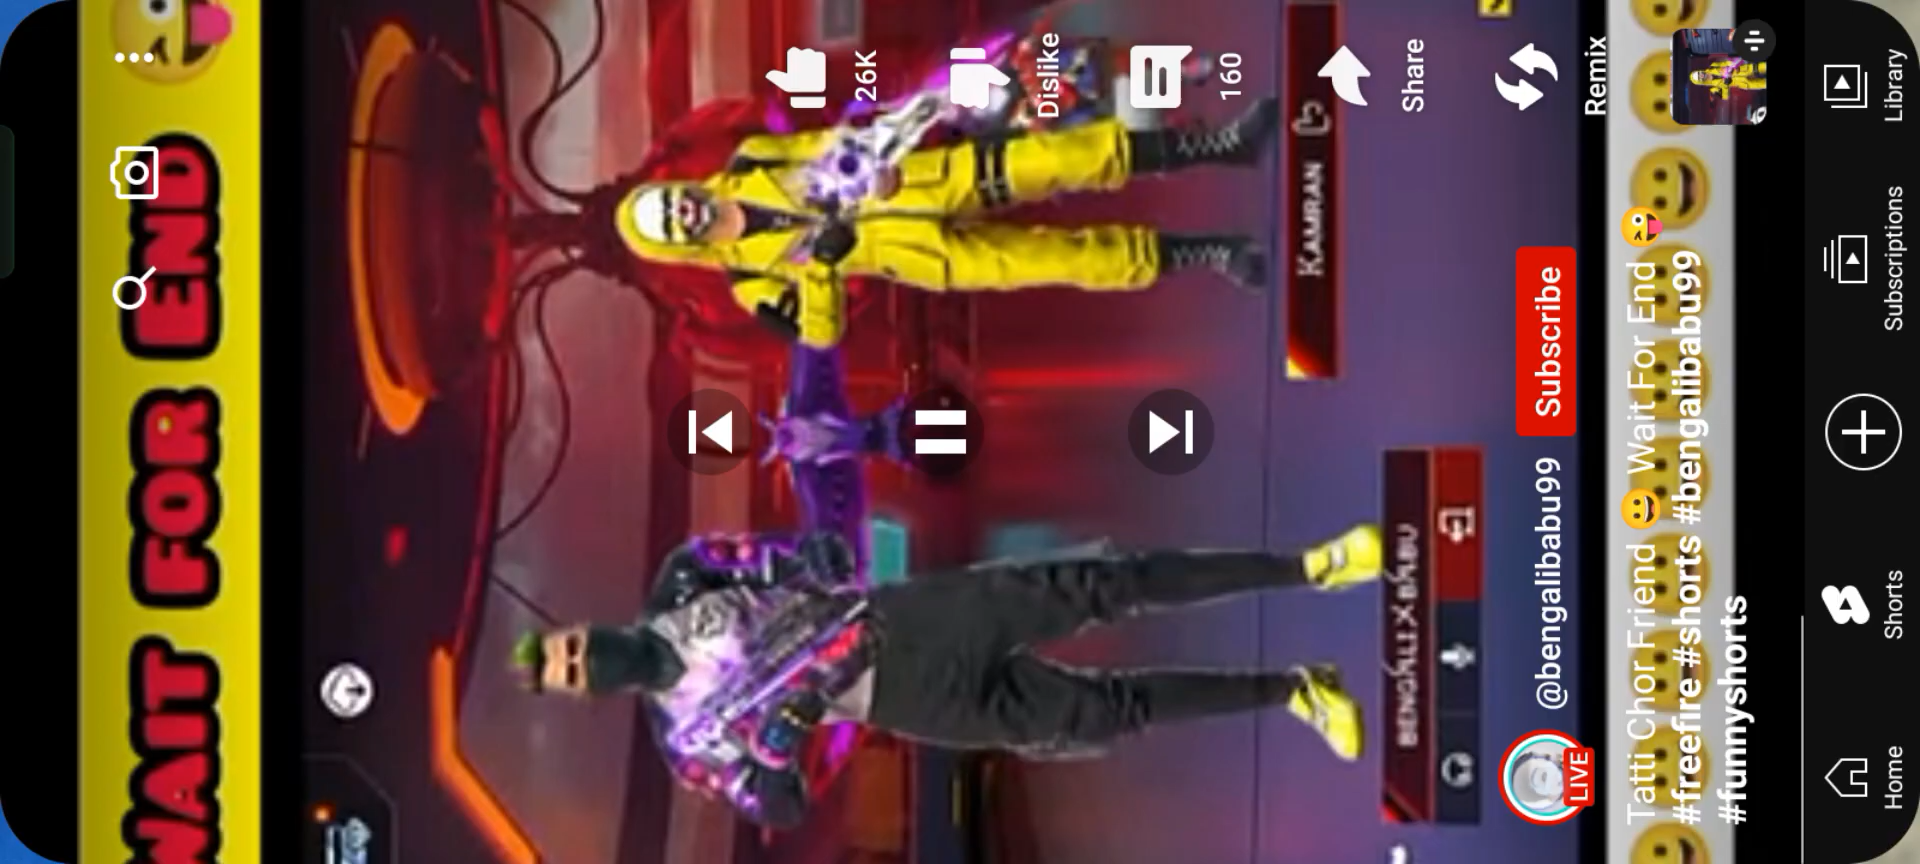 WAIT FOR END
26K
Dislike
160
Share
Remix
KAMRAN
BENGALI X BABU
@bengalibabu99
Subscribe
LIVE
Tatti Chor Friend 😀 Wait For End 😜
#freefire #shorts #bengalibabu99
#funnyshorts
Home
Shorts
Subscriptions
Library